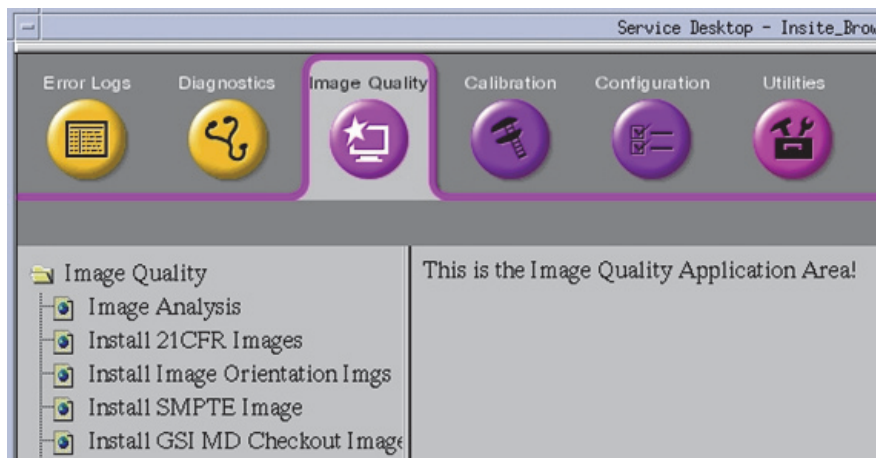 Service Desktop - Insite_Brow
Error Logs
Diagnostics
Image Quality
Calibration
Configuration
Utilities
Image Quality
Image Analysis
Install 21CFR Images
Install Image Orientation Imgs
Install SMPTE Image
Install GSI MD Checkout Image
This is the Image Quality Application Area!